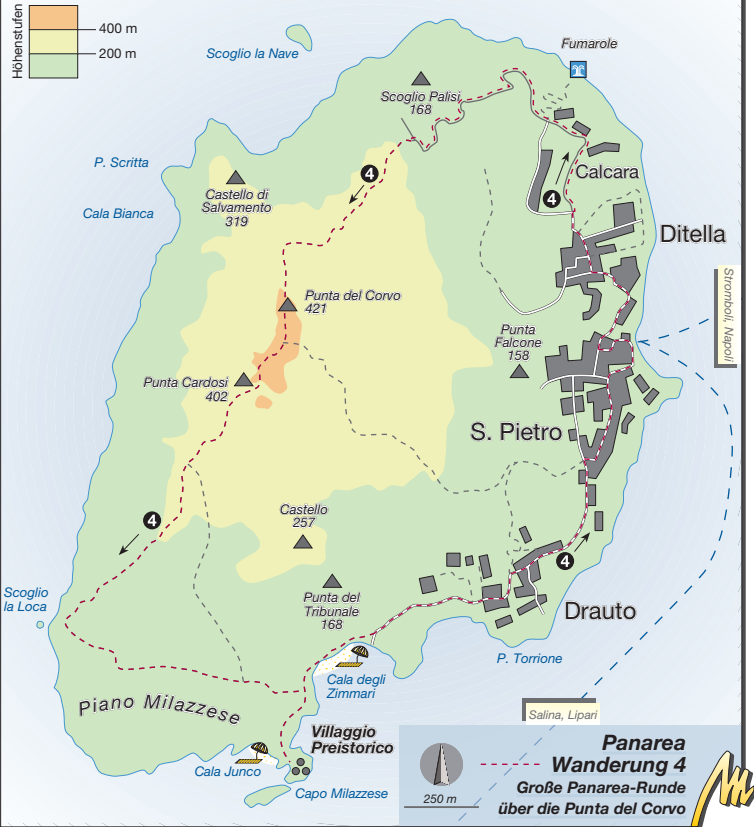 Höhenstufen
400 m
200 m
Scoglio la Nave
Fumarole
Scoglio Palisi
168
P. Scritta
4
Castello di
Salvamento
319
Calcara
4
Cala Bianca
Ditella
Stromboli, Napoli
Punta del Corvo
421
Punta
Falcone
158
Punta Cardosi
402
S. Pietro
Castello
257
4
4
Scoglio
la Loca
Punta del
Tribunale
168
Drauto
P. Torrione
Cala degli
Zimmari
Piano Milazzese
Salina, Lipari
Villaggio
Preistorico
Cala Junco
Capo Milazzese
250 m
Panarea
Wanderung 4
Große Panarea-Runde
über die Punta del Corvo